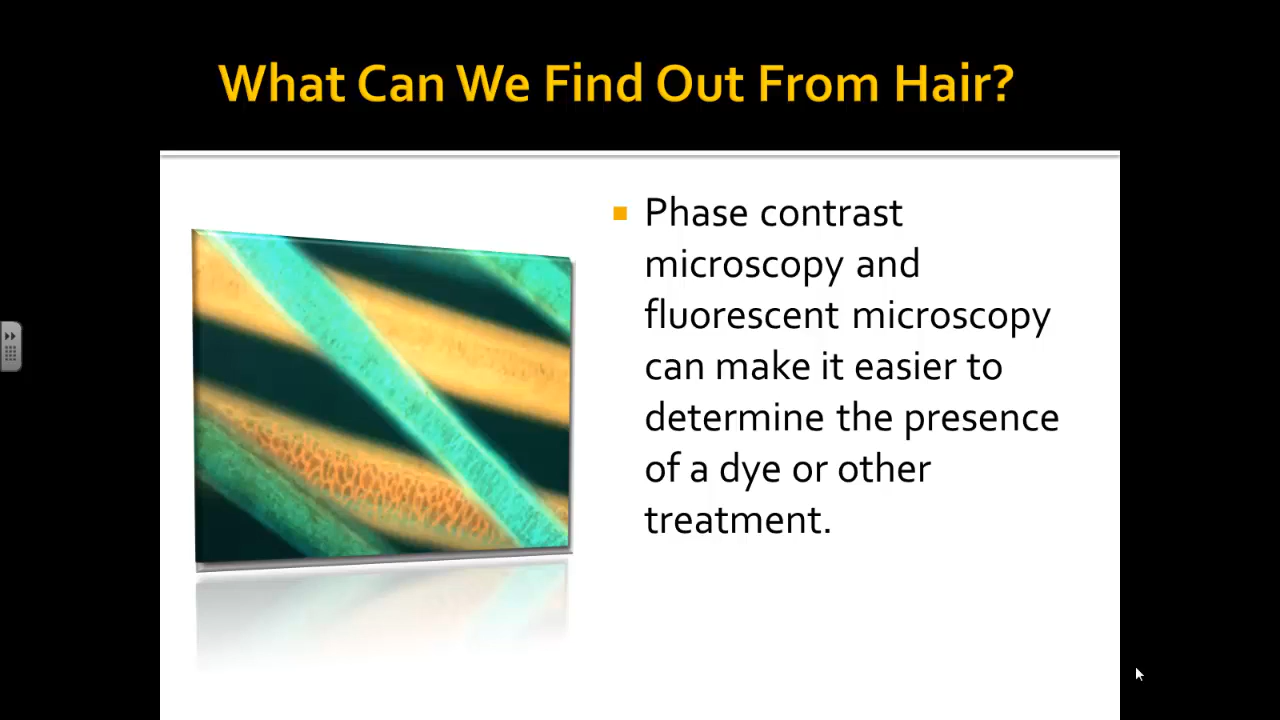 What Can We Find Out From Hair?
Phase contrast
microscopy and
fluorescent microscopy
can make it easier to
determine the presence
of a dye or other
treatment.